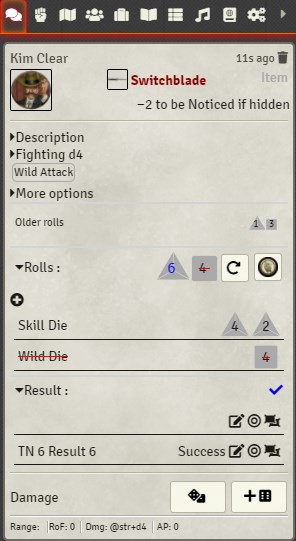 Kim Clear
11s ago
Switchblade
Item
−2 to be Noticed if hidden
Description
Fighting d4
Wild Attack
More options
Older rolls
1 3
Rolls :
6 4
Skill Die
4 2
Wild Die
4
Result :
TN 6 Result 6
Success
Damage
Range: RoF: 0 Dmg: @str+d4 AP: 0